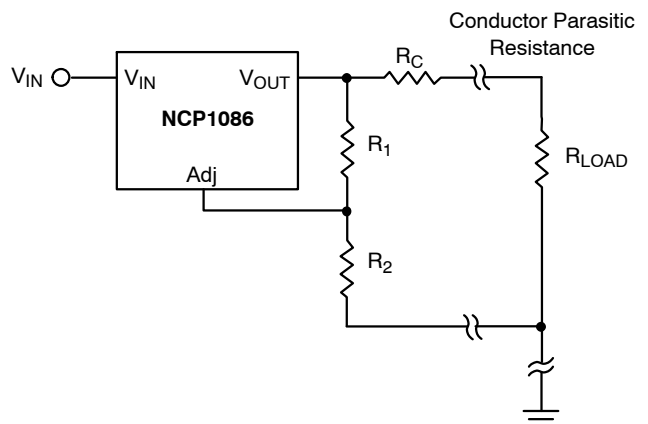 Conductor Parasitic
Resistance
R_C
V_IN
V_IN
V_OUT
NCP1086
R_1
R_LOAD
Adj
R_2